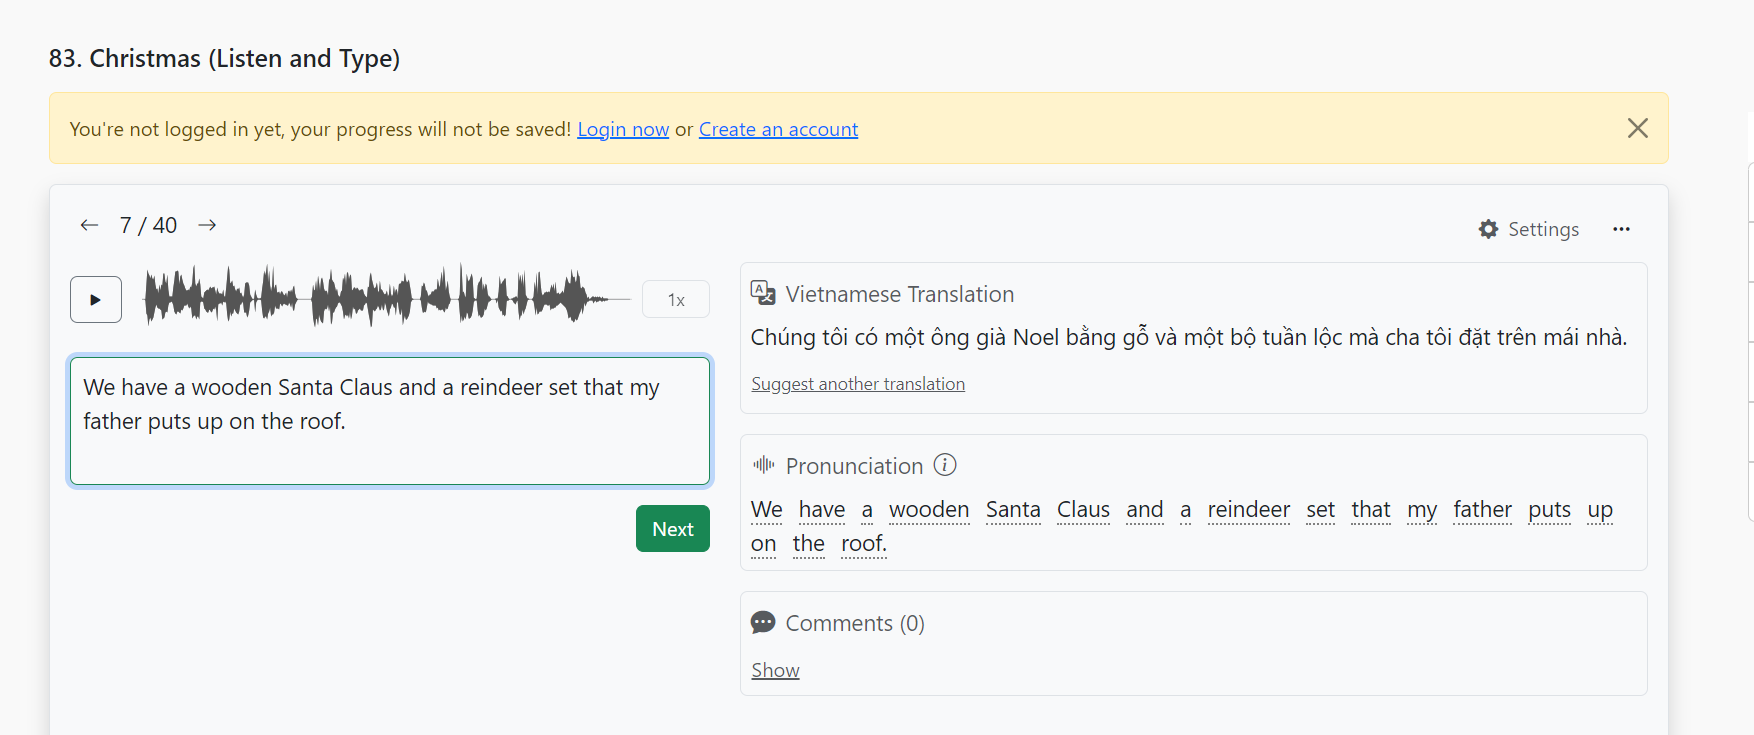 83. Christmas (Listen and Type)
You're not logged in yet, your progress will not be saved! Login now or Create an account
7 / 40
Settings
1x
We have a wooden Santa Claus and a reindeer set that my
father puts up on the roof.
Next
Vietnamese Translation
Chúng tôi có một ông già Noel bằng gỗ và một bộ tuần lộc mà cha tôi đặt trên mái nhà.
Suggest another translation
Pronunciation
We have a wooden Santa Claus and a reindeer set that my father puts up
on the roof.
Comments (0)
Show